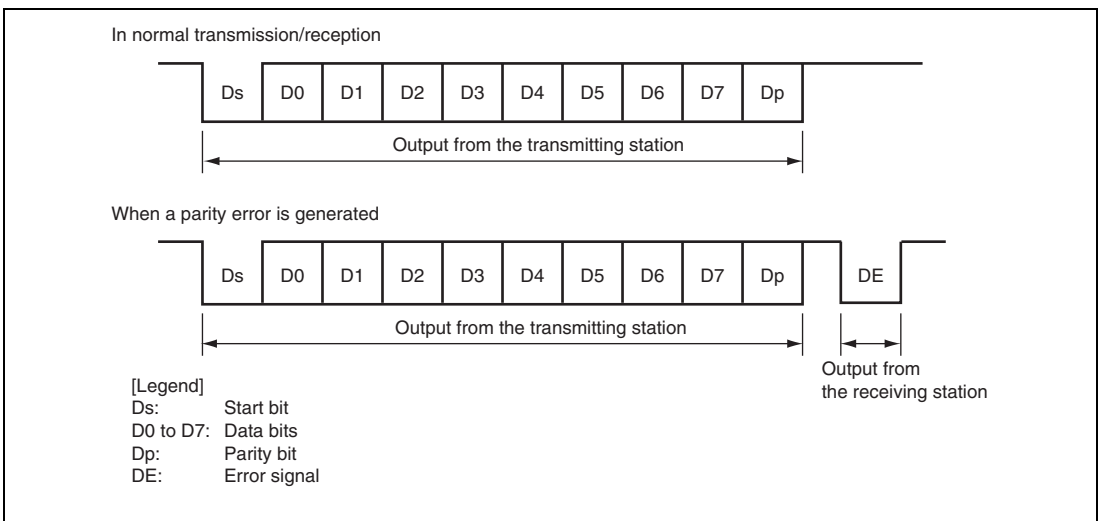 In normal transmission/reception
Ds D0 D1 D2 D3 D4 D5 D6 D7 Dp
Output from the transmitting station
When a parity error is generated
Ds D0 D1 D2 D3 D4 D5 D6 D7 Dp DE
Output from the transmitting station
Output from
the receiving station
[Legend]
Ds: Start bit
D0 to D7: Data bits
Dp: Parity bit
DE: Error signal